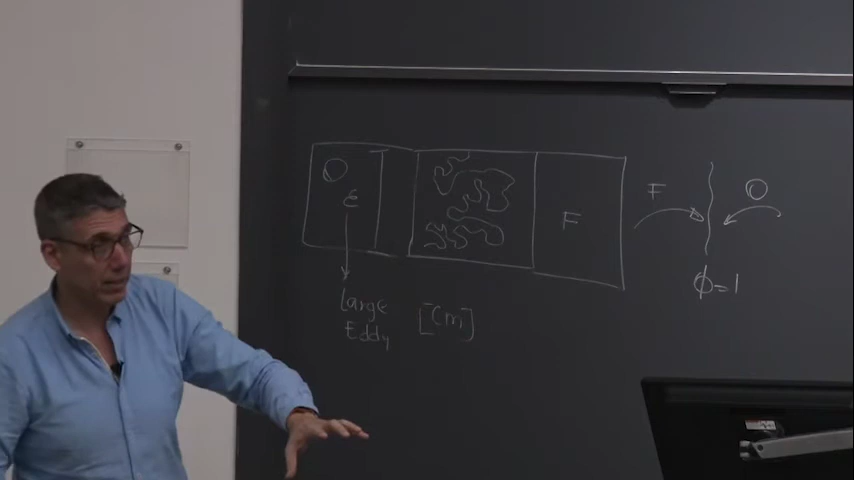 O
ε
F
F O
ϕ=1
Large
Eddy [cm]